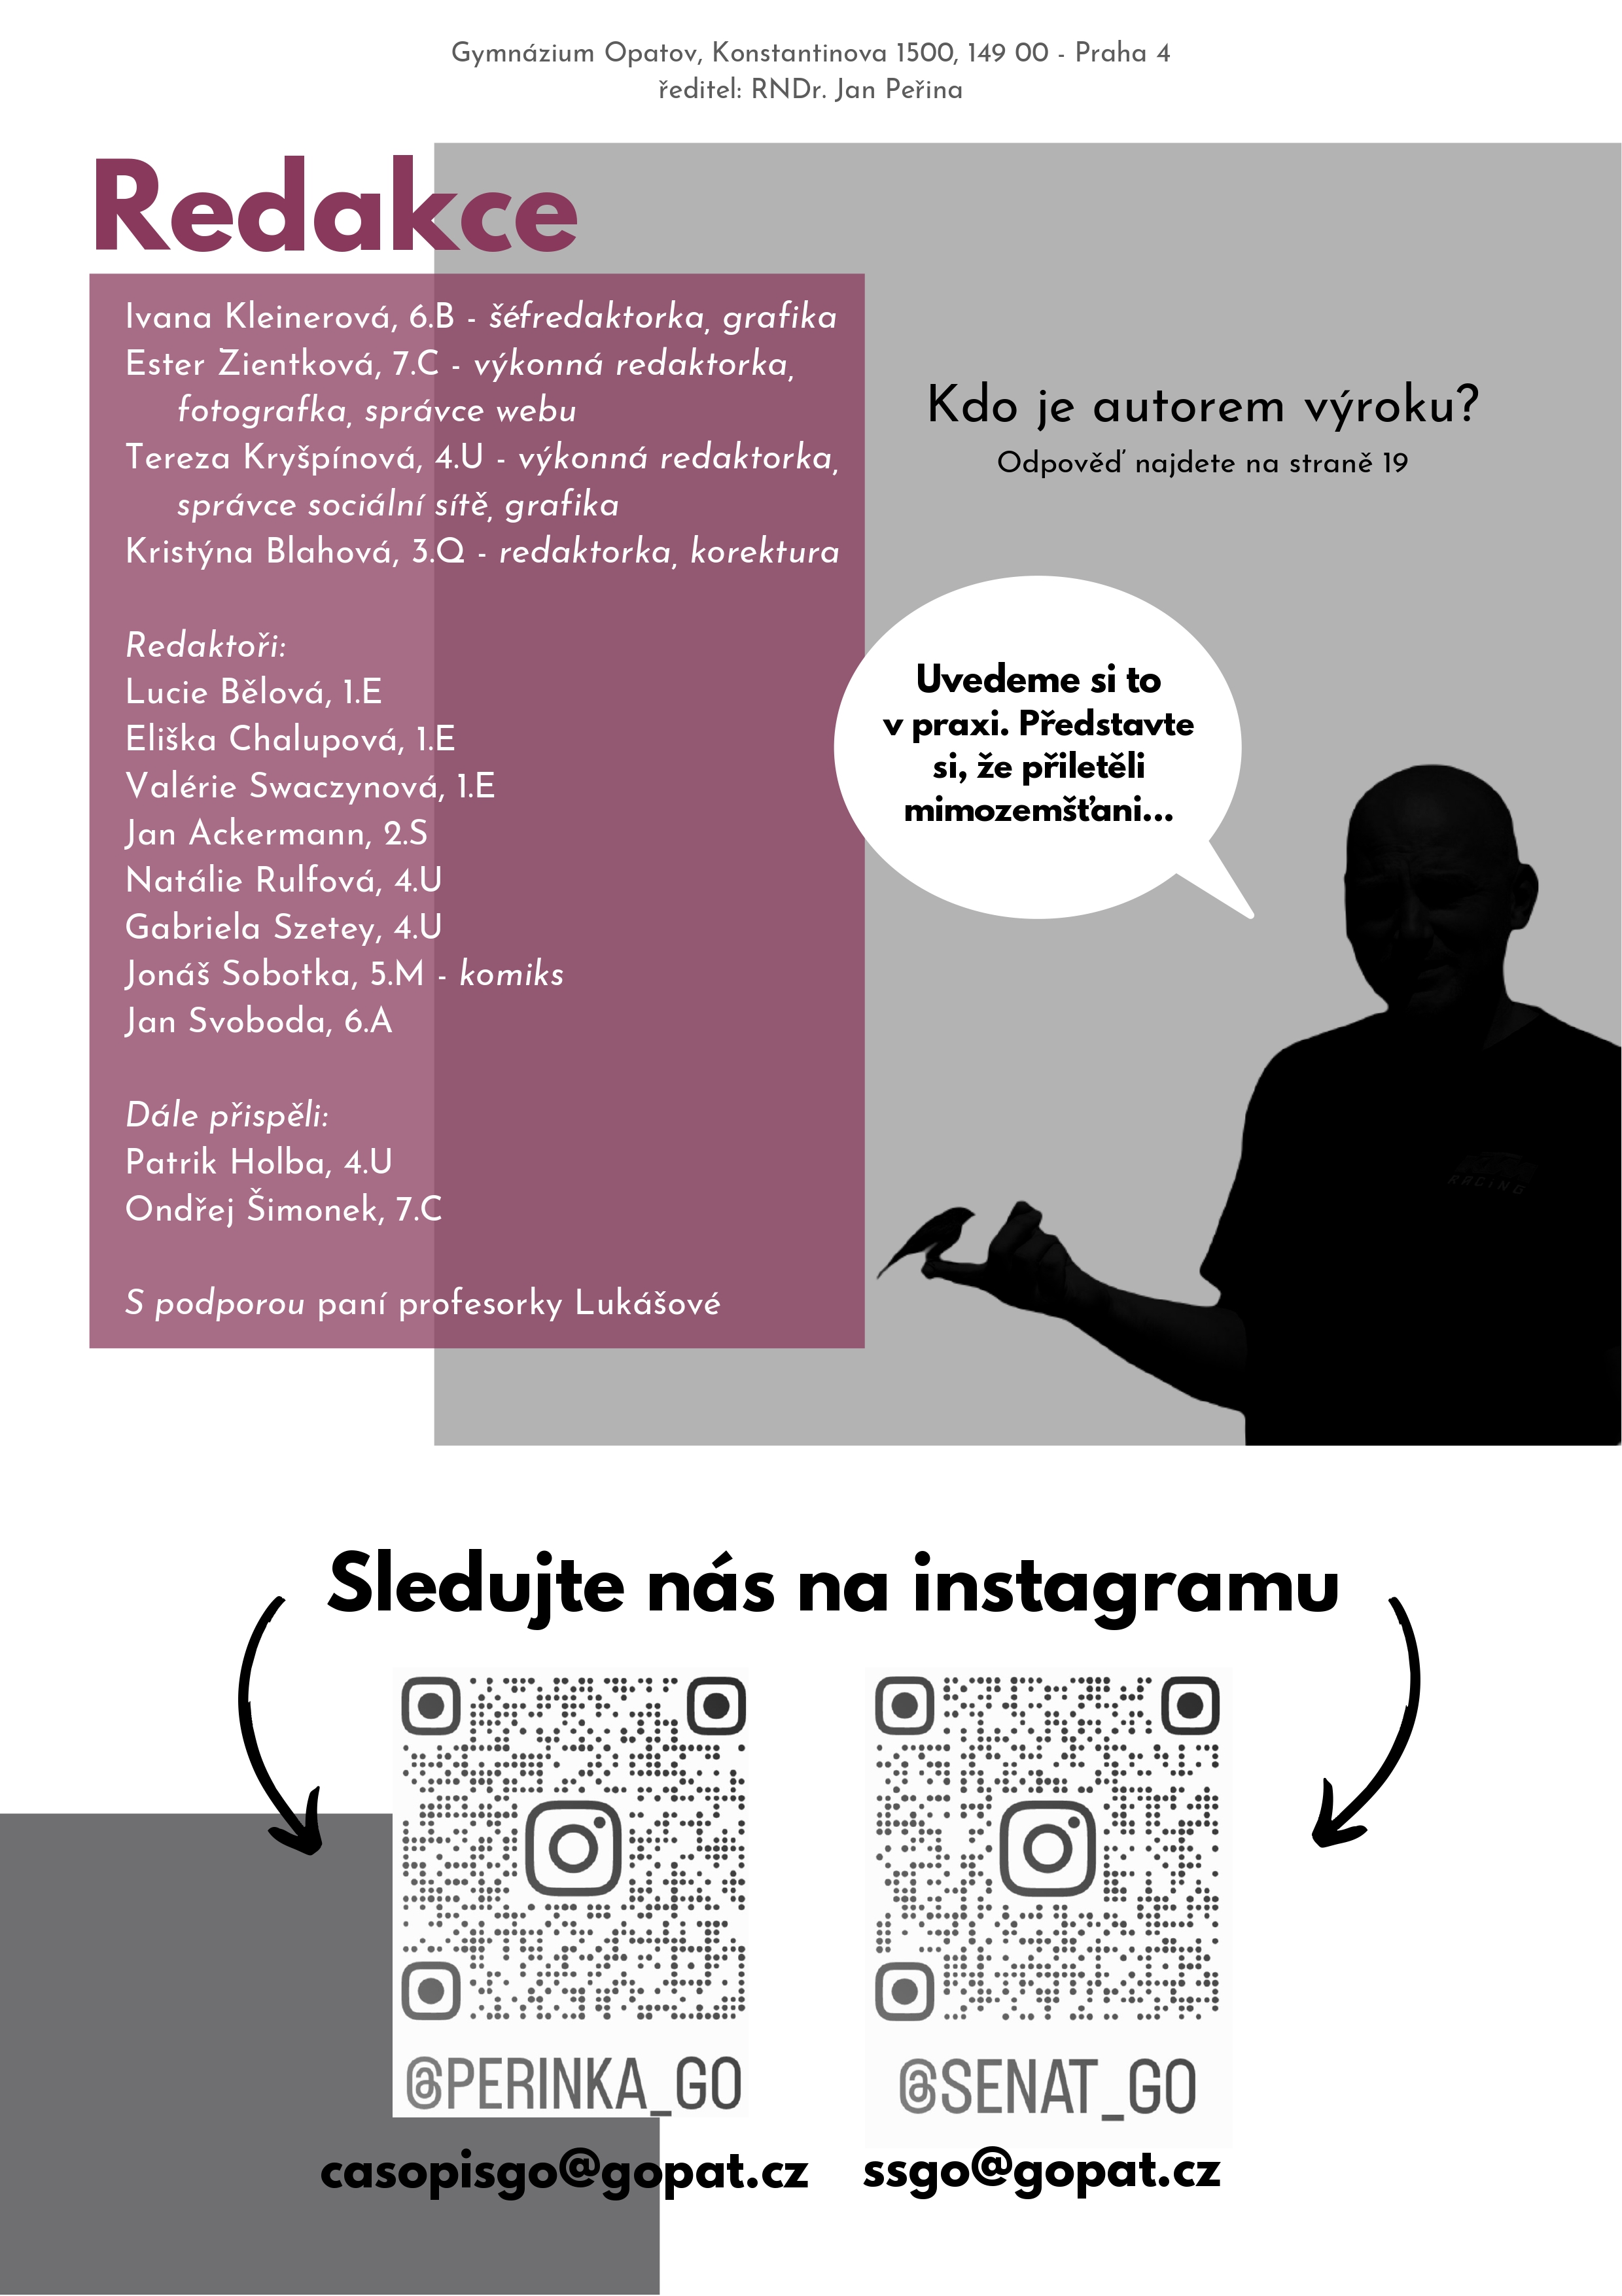 Gymnázium Opatov, Konstantinova 1500, 149 00 - Praha 4
ředitel: RNDr. Jan Peřina
Redakce
Ivana Kleinerová, 6.B - šéfredaktorka, grafika
Ester Zientková, 7.C - výkonná redaktorka,
fotografka, správce webu
Tereza Kryšpínová, 4.U - výkonná redaktorka,
správce sociální sítě, grafika
Kristýna Blahová, 3.Q - redaktorka, korektura
Redaktoři:
Lucie Bělová, 1.E
Eliška Chalupová, 1.E
Valérie Swaczynová, 1.E
Jan Ackermann, 2.S
Natálie Rulfová, 4.U
Gabriela Szetey, 4.U
Jonáš Sobotka, 5.M - komiks
Jan Svoboda, 6.A
Dále přispěli:
Patrik Holba, 4.U
Ondřej Šimonek, 7.C
S podporou paní profesorky Lukášové
Kdo je autorem výroku?
Odpověď najdete na straně 19
Uvedeme si to
v praxi. Představte
si, že přiletěli
mimozemšťani...
RACING
Sledujte nás na instagramu
@PERINKA_GO
@SENAT_GO
casopisgo@gopat.cz
ssgo@gopat.cz